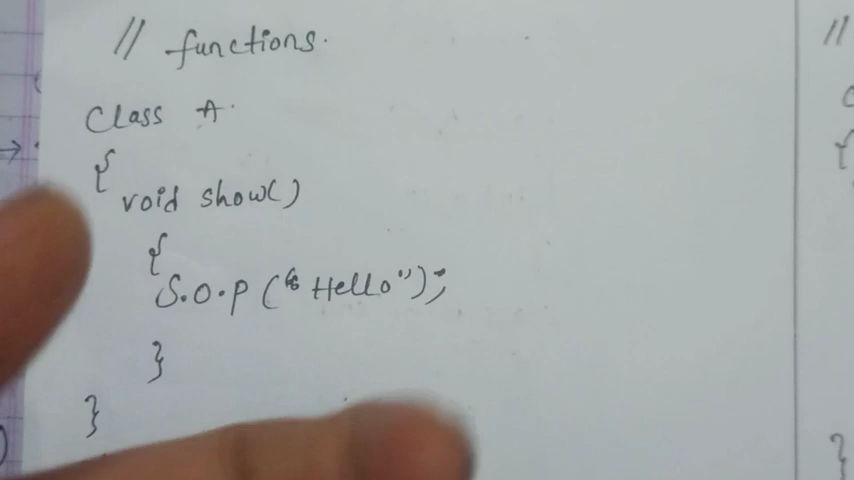 // functions.
Class A.
{
void show()
{
S.O.P ("Hello");
}
}
//
{
}